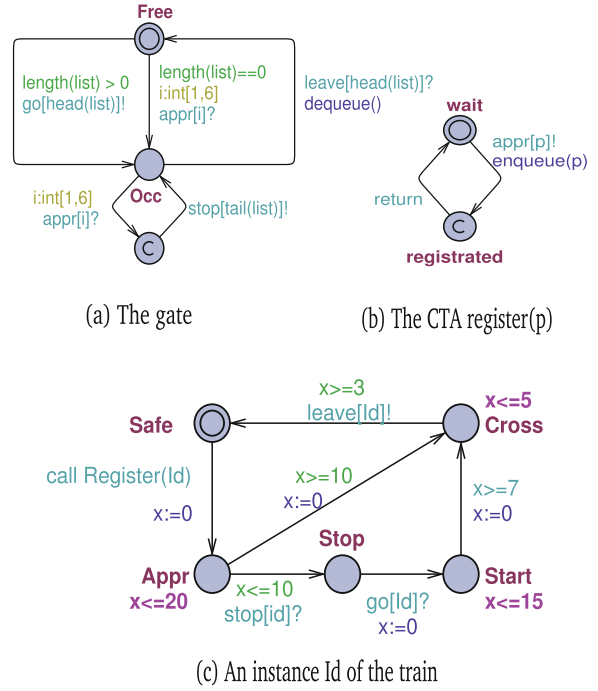 Free
length(list) > 0
go[head(list)]!
length(list)==0
i:int[1,6]
appr[i]?
leave[head(list)]?
dequeue()
Occ
i:int[1,6]
appr[i]?
stop[tail(list)]!
C
(a) The gate
wait
appr[p]!
enqueue(p)
return
C
registrated
(b) The CTA register(p)
x>=3
leave[Id]!
x<=5
Safe
Cross
call Register(Id)
x:=0
x>=10
x:=0
x>=7
x:=0
Stop
Appr
x<=20
x<=10
stop[id]?
go[Id]?
x:=0
Start
x<=15
(c) An instance Id of the train